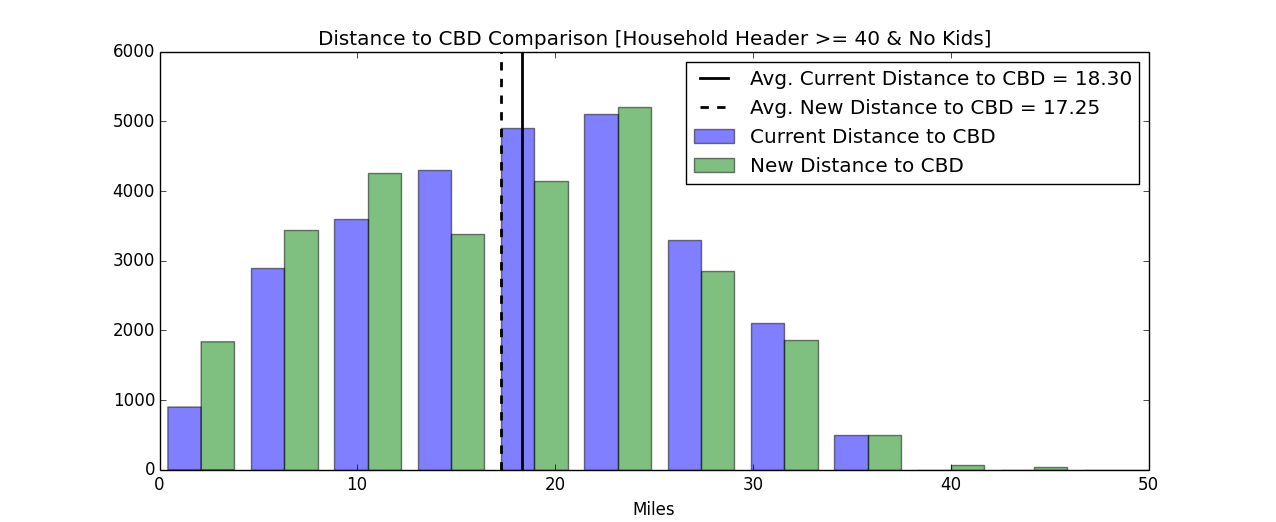 Distance to CBD Comparison [Household Header >= 40 & No Kids]
6000
5000
4000
3000
2000
1000
0
Avg. Current Distance to CBD = 18.30
Avg. New Distance to CBD = 17.25
Current Distance to CBD
New Distance to CBD
0 10 20 30 40 50
Miles